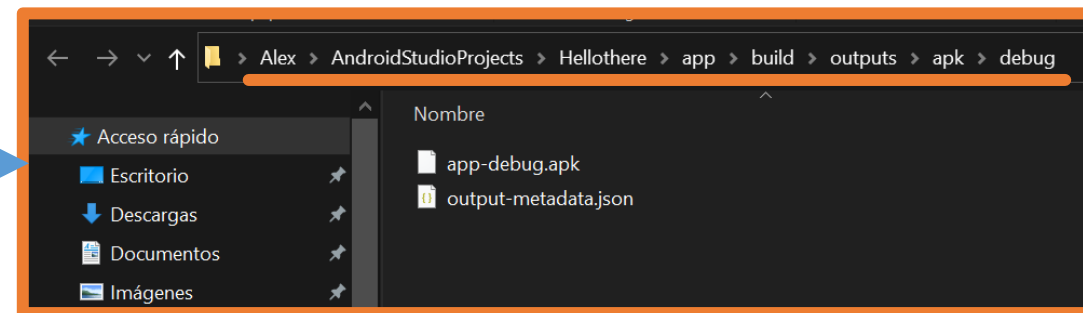 Alex > AndroidStudioProjects > Hellothere > app > build > outputs > apk > debug
Nombre
Acceso rápido
app-debug.apk
Escritorio
output-metadata.json
Descargas
Documentos
Imágenes